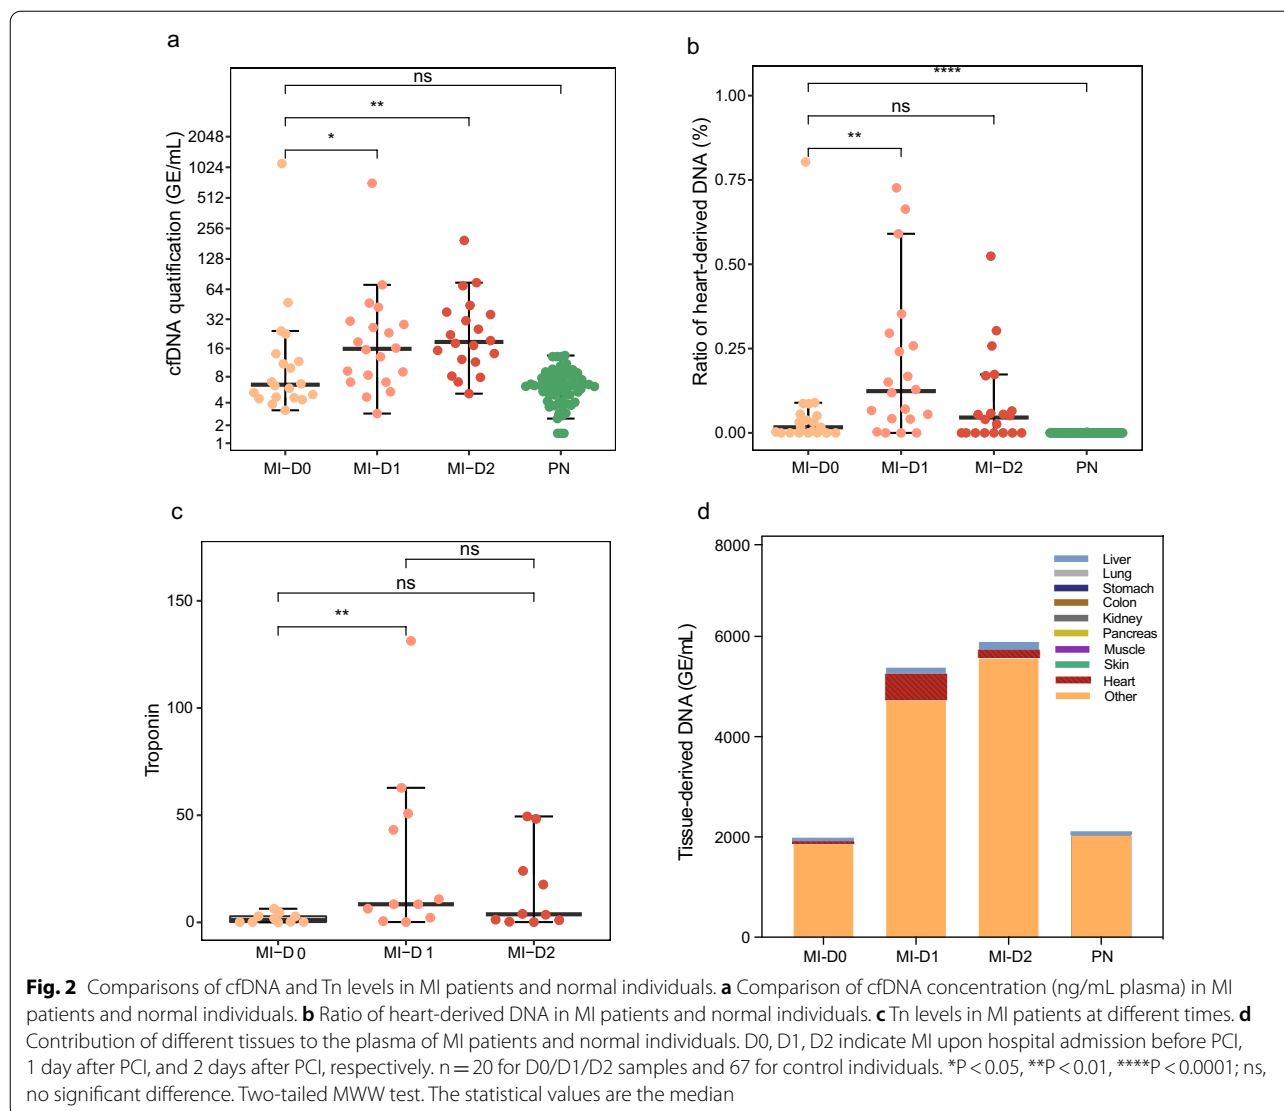 a
cfDNA quatification (GE/mL)
2048
1024
512
256
128
64
32
16
8
4
2
1
ns
**
*
MI–D0 MI–D1 MI–D2 PN
b
Ratio of heart-derived DNA (%)
1.00
0.75
0.50
0.25
0.00
****
ns
**
MI–D0 MI–D1 MI–D2 PN
c
Troponin
150
100
50
0
ns
ns
**
MI–D0 MI–D1 MI–D2
d
Tissue-derived DNA (GE/mL)
8000
6000
4000
2000
0
Liver
Lung
Stomach
Colon
Kidney
Pancreas
Muscle
Skin
Heart
Other
MI-D0 MI-D1 MI-D2 PN
Fig. 2 Comparisons of cfDNA and Tn levels in MI patients and normal individuals. a Comparison of cfDNA concentration (ng/mL plasma) in MI
patients and normal individuals. b Ratio of heart-derived DNA in MI patients and normal individuals. c Tn levels in MI patients at different times. d
Contribution of different tissues to the plasma of MI patients and normal individuals. D0, D1, D2 indicate MI upon hospital admission before PCI,
1 day after PCI, and 2 days after PCI, respectively. n = 20 for D0/D1/D2 samples and 67 for control individuals. *P < 0.05, **P < 0.01, ****P < 0.0001; ns,
no significant difference. Two-tailed MWW test. The statistical values are the median